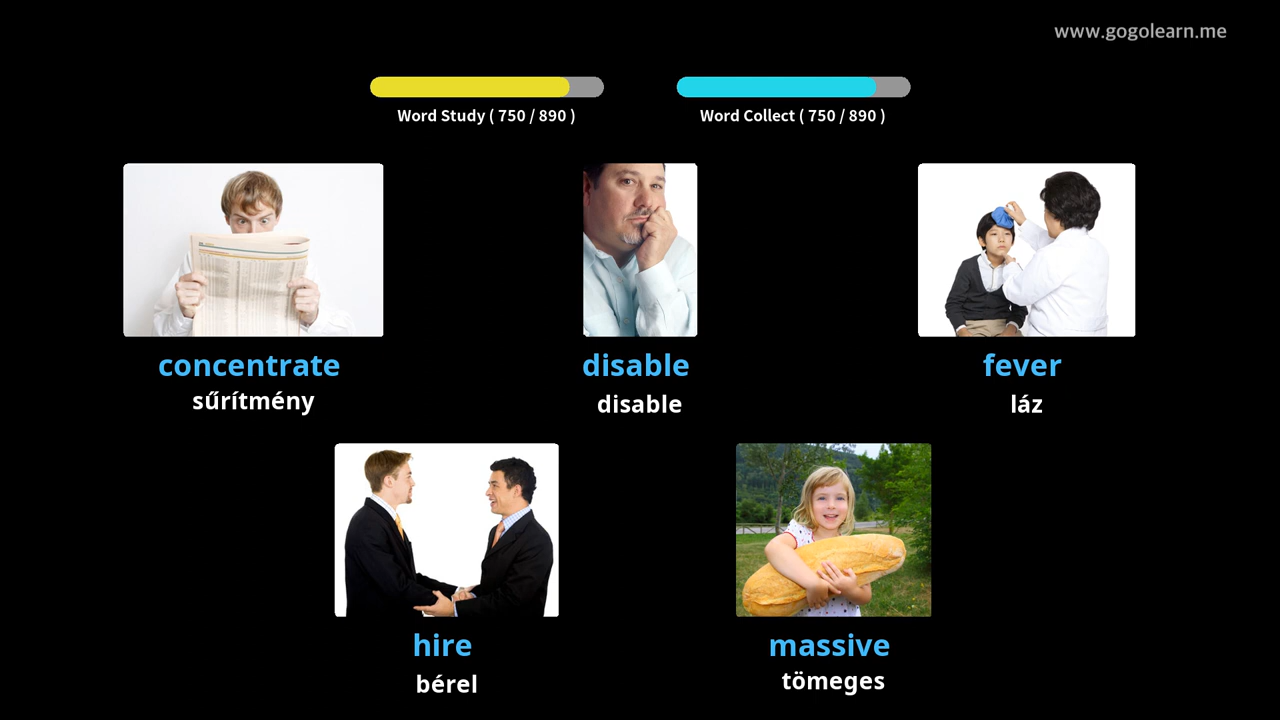 www.gogolearn.me
Word Study ( 750 / 890 )
Word Collect ( 750 / 890 )
concentrate
sűrítmény
disable
disable
fever
láz
hire
bérel
massive
tömeges